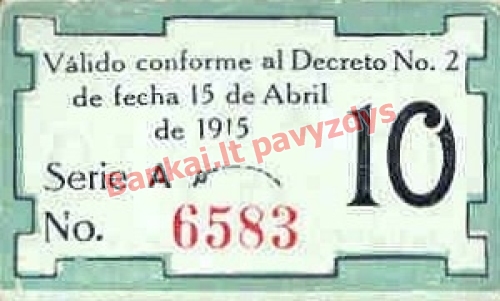 Válido conforme al Decreto No. 2
de fecha 15 de Abril
de 1915
Serie A
10
No. 6583
Bankai.lt pavyzdys